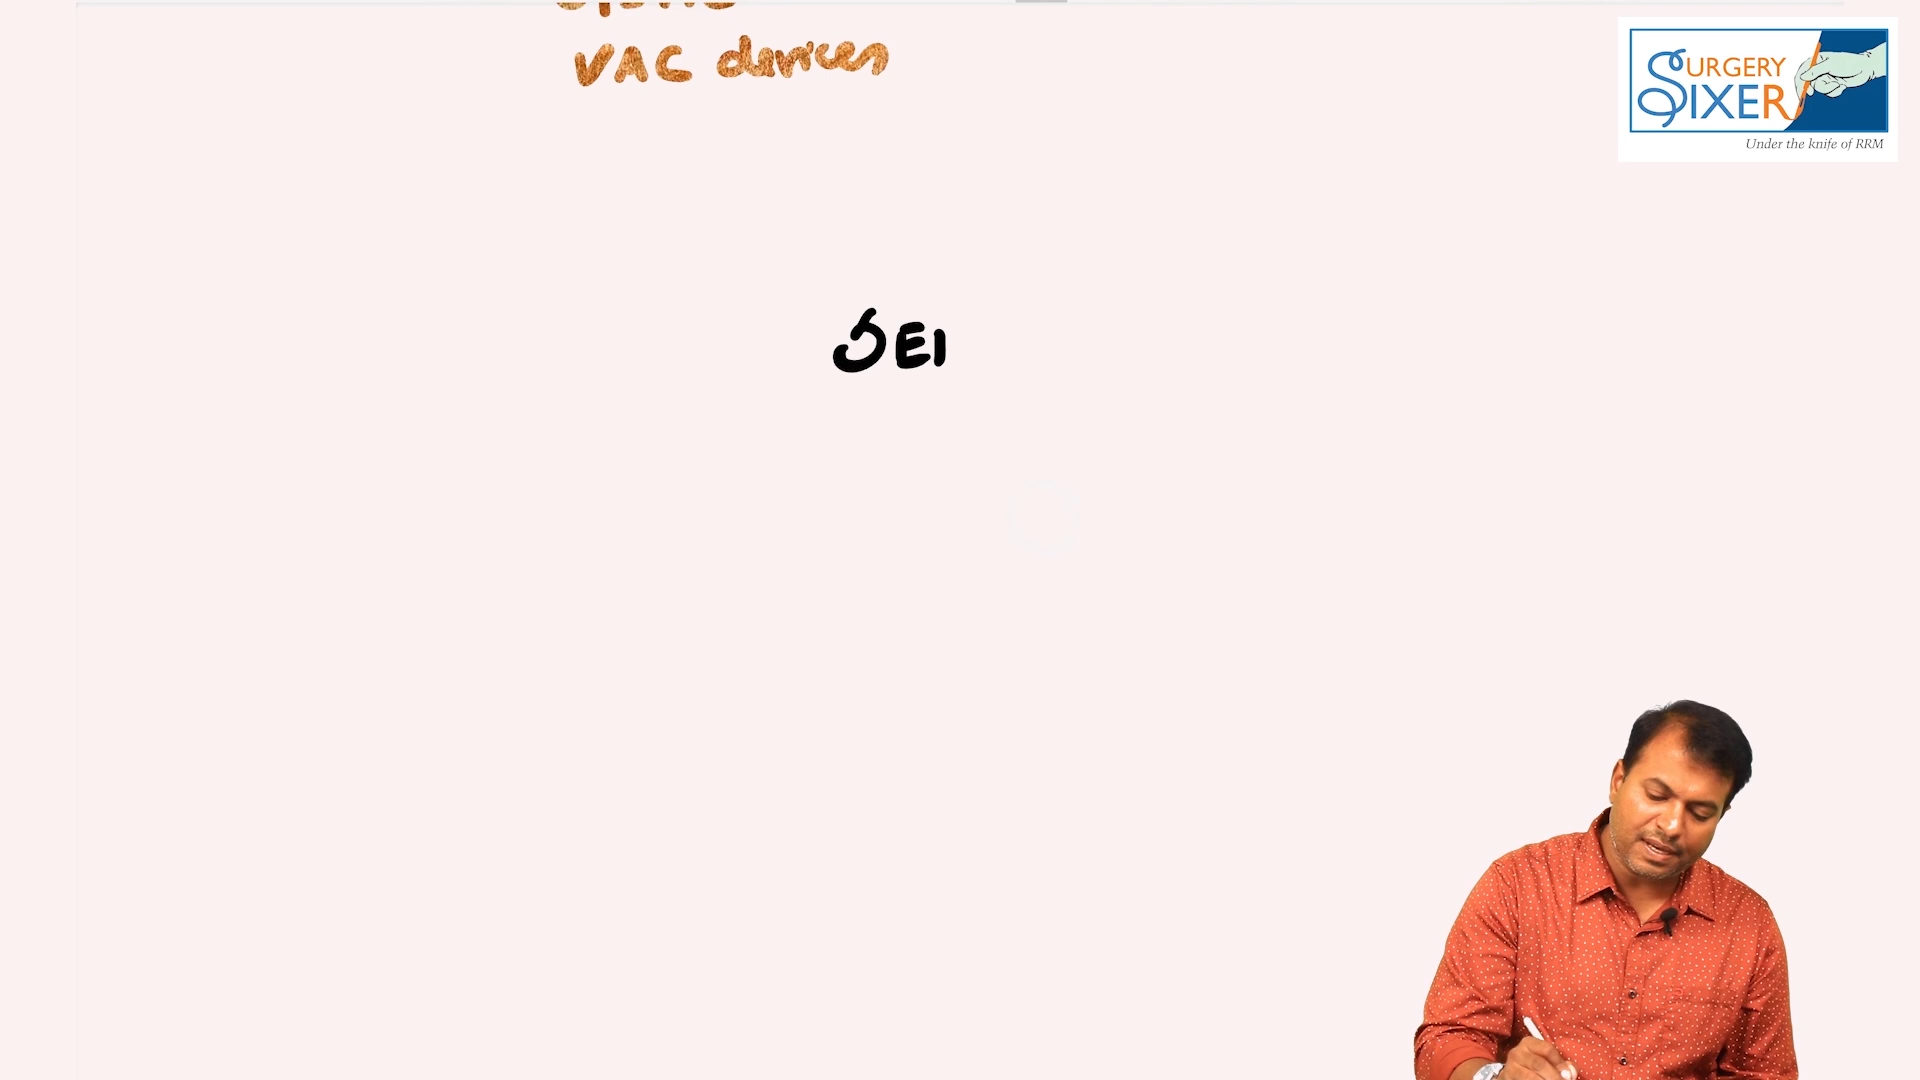 VAC devices
SURGERY
SIXER
Under the knife of RRM
SEI